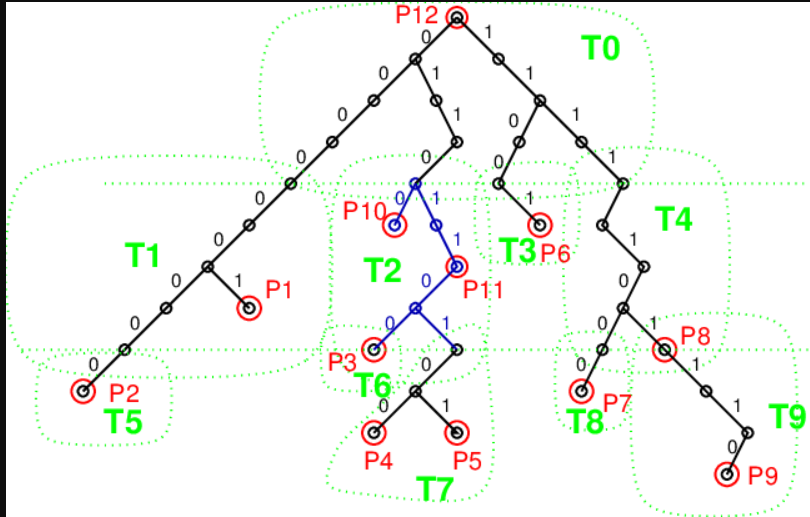 P12
0 1
T0
0 1 1
0 1 0 1
0 0 0 1
0 0 1 1
P10 T4
0 1
T1 T3 P6
T2
0 1 P1 0 P11 0
0 0 1 0 1 P8
0 P3 0 0 1
T6
P2 0 1 P7 1
T5 T8 T9
0
P4 P5
P9
T7